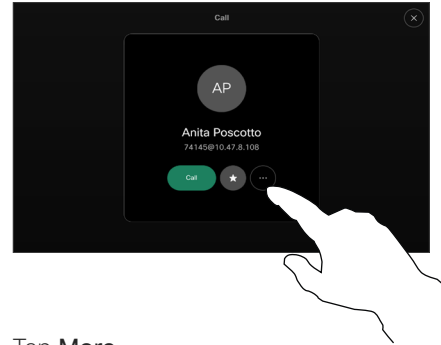 Call
AP
Anita Poscotto
74145@10.47.8.108
Call
Tap More